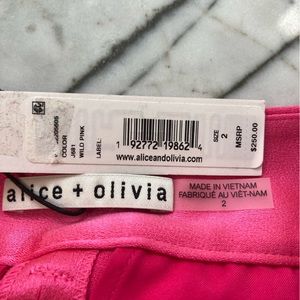 COLOR
J681
WILD PINK
LABEL:
1 92772 19862 4
www.aliceandolivia.com
SIZE
2
MSRP
$250.00
alice + olivia
MADE IN VIETNAM
FABRIQUÉ AU VIÊT-NAM
2